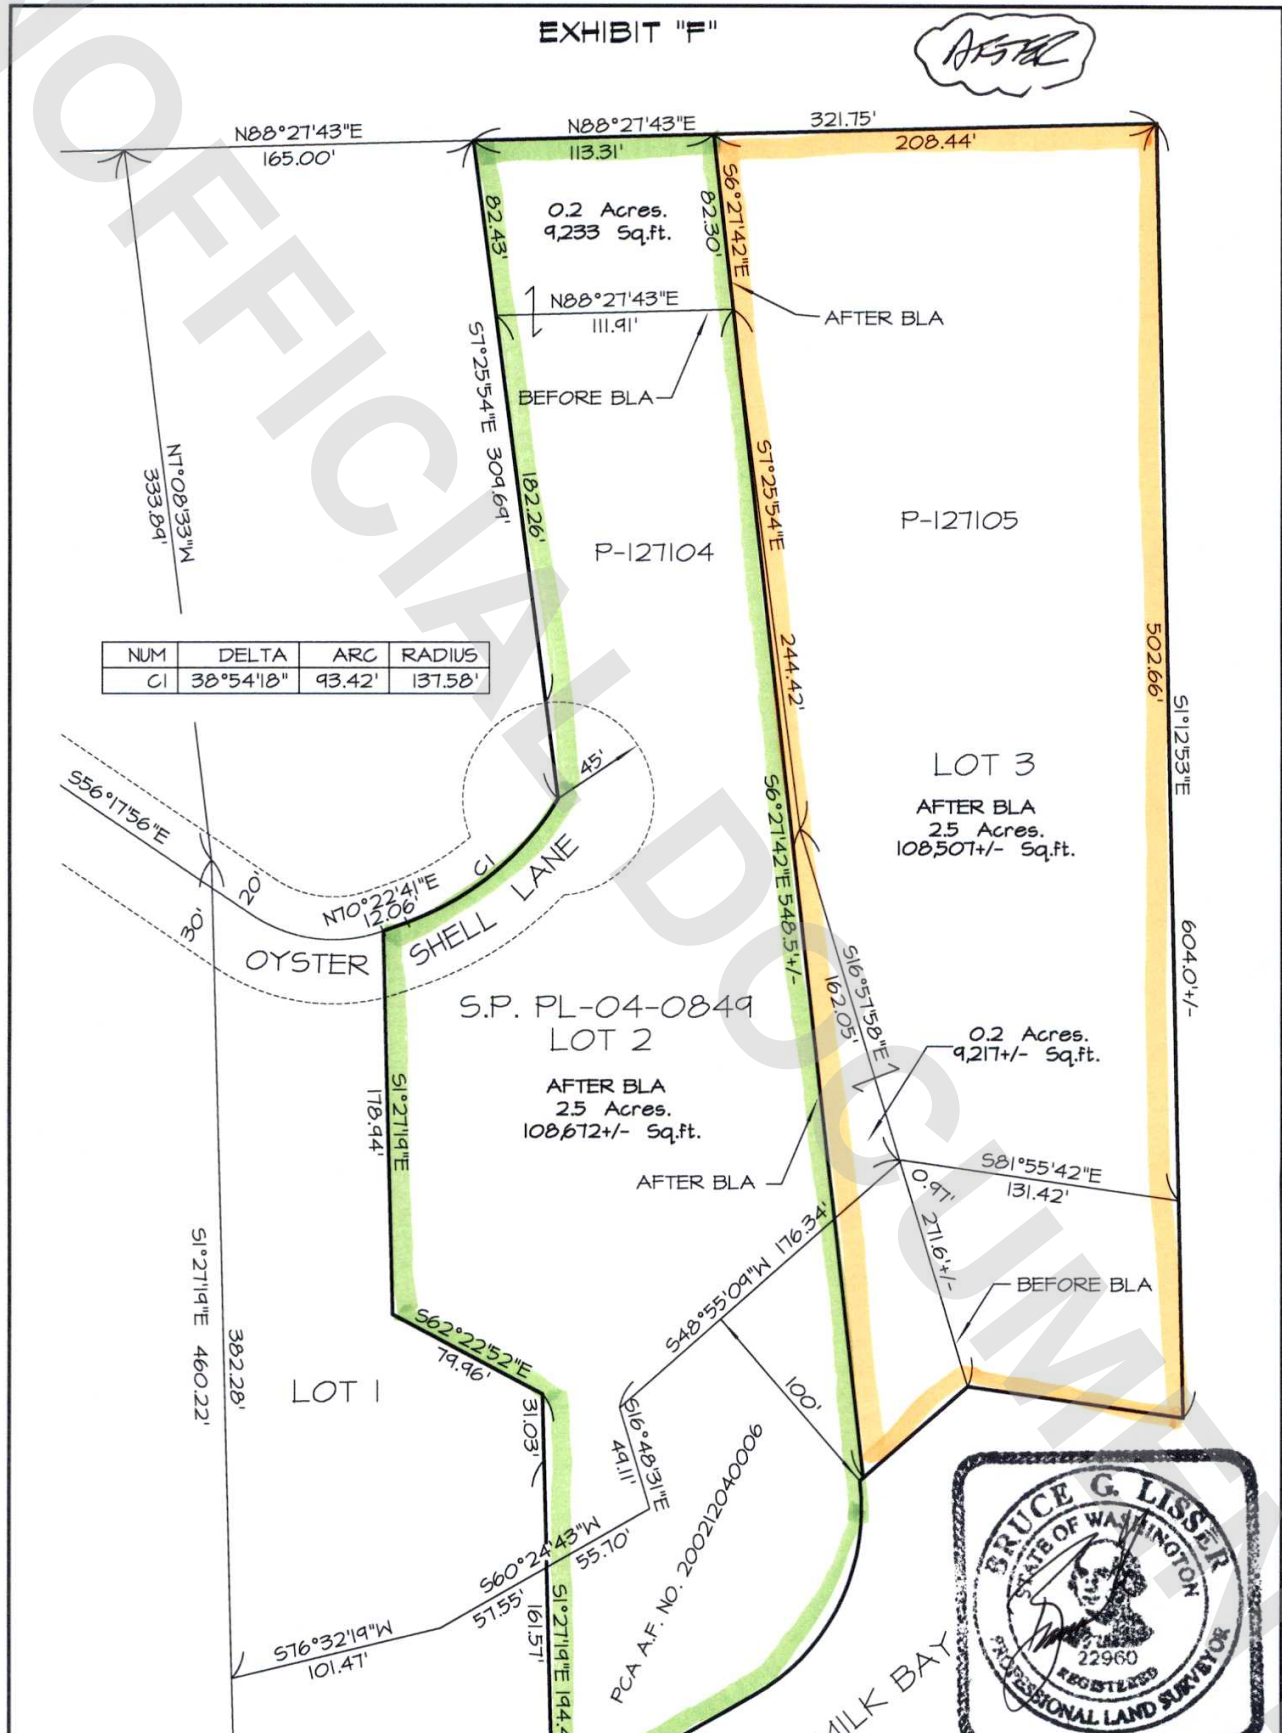 EXHIBIT "F"
AFTER
N88°27'43"E
165.00'
N88°27'43"E
113.31'
321.75'
208.44'
82.43'
0.2 Acres.
9,233 Sq.ft.
82.30'
S6°27'42"E
N88°27'43"E
111.91'
AFTER BLA
BEFORE BLA
N7°08'33"W
333.89'
S7°25'54"E 309.69'
182.26'
S7°25'54"E
244.42'
P-127104
P-127105
502.66'
S1°12'53"E
604.0'+/-
NUM DELTA ARC RADIUS
C1 38°54'18" 93.42' 137.58'
LOT 3
AFTER BLA
2.5 Acres.
108,507+/- Sq.ft.
45'
S56°17'56"E
20'
30'
N70°22'41"E
12.06'
C1
OYSTER SHELL LANE
S6°27'42"E 548.5'+/-
S16°57'58"E
162.05'
S.P. PL-04-0849
LOT 2
AFTER BLA
2.5 Acres.
108,672+/- Sq.ft.
0.2 Acres.
9,217+/- Sq.ft.
S1°27'19"E
178.94'
AFTER BLA
S81°55'42"E
131.42'
0.97'
271.6'+/-
BEFORE BLA
S48°55'09"W 176.34'
100'
S1°27'19"E 460.22'
382.28'
LOT 1
S62°22'52"E
79.96'
31.03'
S16°48'31"E
49.11'
S60°24'43"W
57.55'
55.70'
161.57'
S1°27'19"E 194.4
S76°32'19"W
101.47'
PCA A.F. NO. 200212040006
MILK BAY
BRUCE G. LISSER
STATE OF WASHINGTON
22960
REGISTERED
PROFESSIONAL LAND SURVEYOR
UNOFFICIAL DOCUMENT